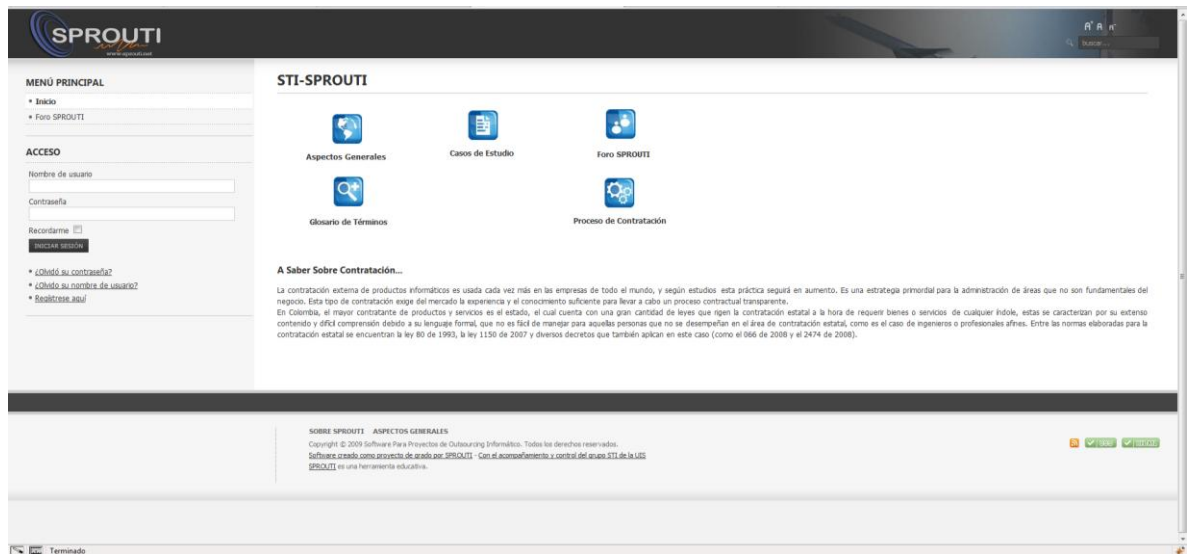 SPROUTI
www.sprouti.net
A+ A A-
buscar...
MENÚ PRINCIPAL
Inicio
Foro SPROUTI
ACCESO
Nombre de usuario
Contraseña
Recordarme
INICIAR SESIÓN
¿Olvidó su contraseña?
¿Olvido su nombre de usuario?
Regístrese aquí
STI-SPROUTI
Aspectos Generales
Casos de Estudio
Foro SPROUTI
Glosario de Términos
Proceso de Contratación
A Saber Sobre Contratación...
La contratación externa de productos informáticos es usada cada vez más en las empresas de todo el mundo, y según estudios esta práctica seguirá en aumento. Es una estrategia primordial para la administración de áreas que no son fundamentales del
negocio. Esta tipo de contratación exige del mercado la experiencia y el conocimiento suficiente para llevar a cabo un proceso contractual transparente.
En Colombia, el mayor contratante de productos y servicios es el estado, el cual cuenta con una gran cantidad de leyes que rigen la contratación estatal a la hora de requerir bienes o servicios de cualquier índole, estas se caracterizan por su extenso
contenido y difícil comprensión debido a su lenguaje formal, que no es fácil de manejar para aquellas personas que no se desempeñan en el área de contratación estatal, como es el caso de ingenieros o profesionales afines. Entre las normas elaboradas para la
contratación estatal se encuentran la ley 80 de 1993, la ley 1150 de 2007 y diversos decretos que también aplican en este caso (como el 066 de 2008 y el 2474 de 2008).
SOBRE SPROUTI ASPECTOS GENERALES
Copyright © 2009 Software Para Proyectos de Outsourcing Informático. Todos los derechos reservados.
Software creado como proyecto de grado por SPROUTI - Con el acompañamiento y control del grupo STI de la UIS
SPROUTI es una herramienta educativa.
Terminado